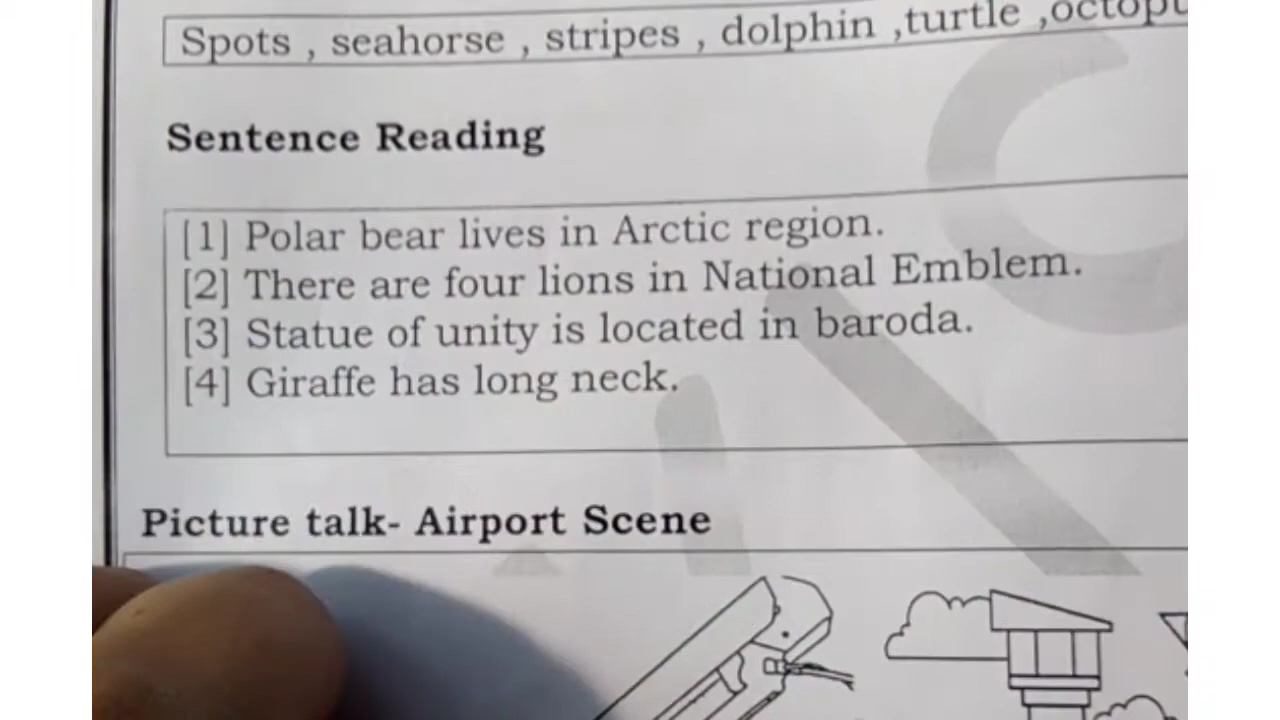 Spots , seahorse , stripes , dolphin ,turtle ,
Sentence Reading
[1] Polar bear lives in Arctic region.
[2] There are four lions in National Emblem.
[3] Statue of unity is located in baroda.
[4] Giraffe has long neck.
Picture talk- Airport Scene